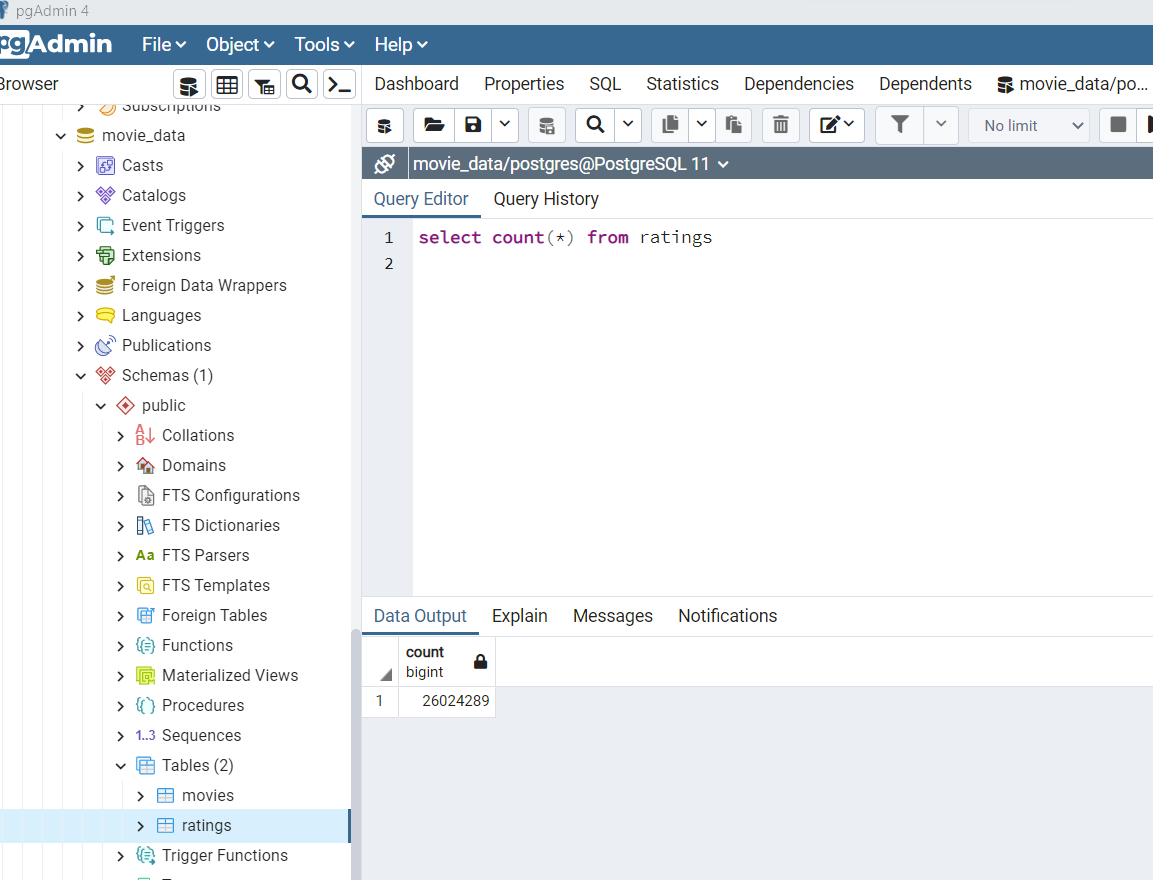 pgAdmin 4
pgAdmin File Object Tools Help
Browser
Dashboard Properties SQL Statistics Dependencies Dependents movie_data/po...
No limit
movie_data/postgres@PostgreSQL 11
Query Editor Query History
1 select count(*) from ratings
2
Subscriptions
movie_data
Casts
Catalogs
Event Triggers
Extensions
Foreign Data Wrappers
Languages
Publications
Schemas (1)
public
Collations
Domains
FTS Configurations
FTS Dictionaries
Aa FTS Parsers
FTS Templates
Foreign Tables
Functions
Materialized Views
Procedures
1..3 Sequences
Tables (2)
movies
ratings
Trigger Functions
Data Output Explain Messages Notifications
count
bigint
1 26024289